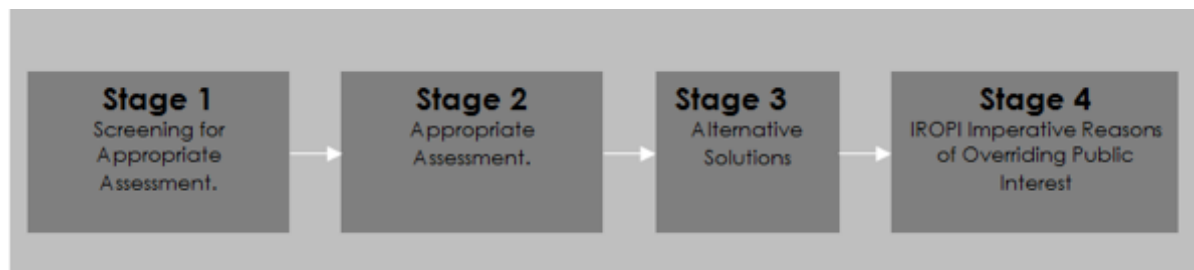 Stage 1
Screening for
Appropriate
Assessment.
Stage 2
Appropriate
Assessment.
Stage 3
Alternative
Solutions
Stage 4
IROPI Imperative Reasons
of Overriding Public
Interest